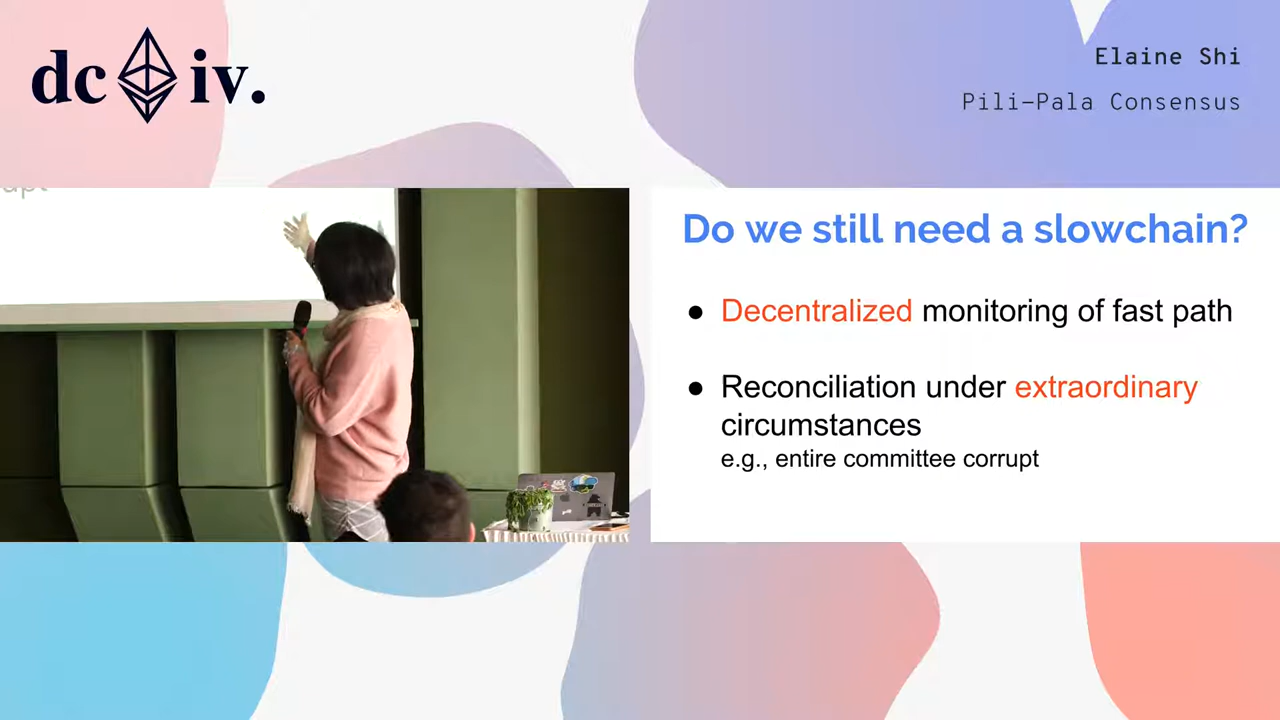 dc iv.
Elaine Shi
Pili-Pala Consensus
Do we still need a slowchain?
● Decentralized monitoring of fast path
● Reconciliation under extraordinary
circumstances
e.g., entire committee corrupt